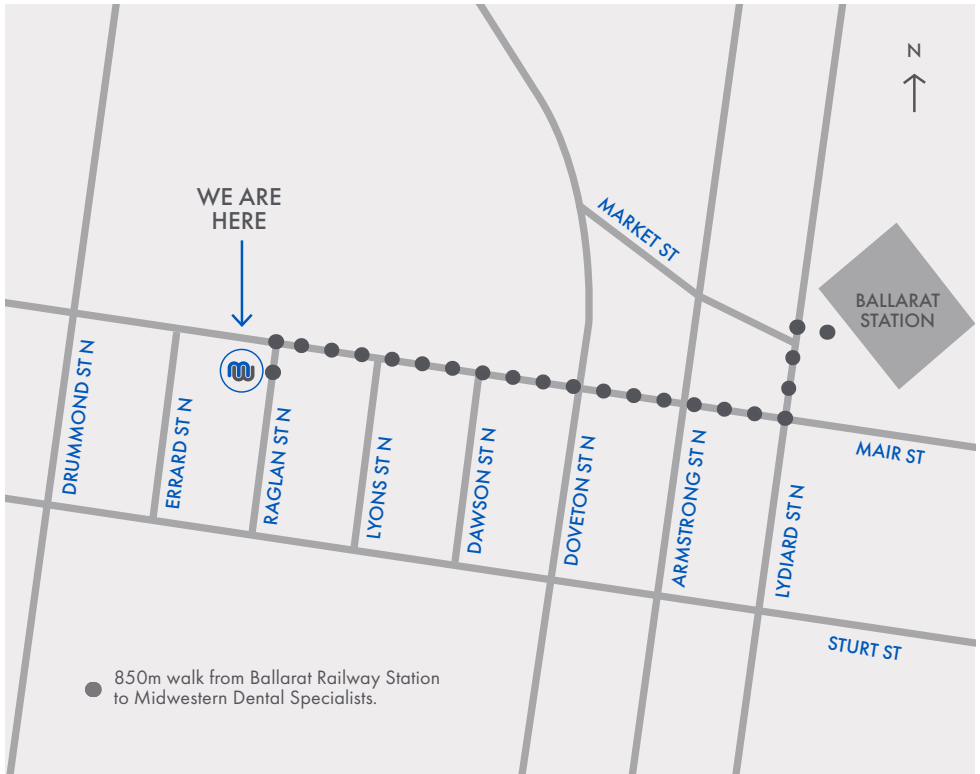 N
WE ARE
HERE
MARKET ST
BALLARAT
STATION
DRUMMOND ST N
ERRARD ST N
RAGLAN ST N
LYONS ST N
DAWSON ST N
DOVETON ST N
ARMSTRONG ST N
LYDIARD ST N
MAIR ST
STURT ST
850m walk from Ballarat Railway Station
to Midwestern Dental Specialists.